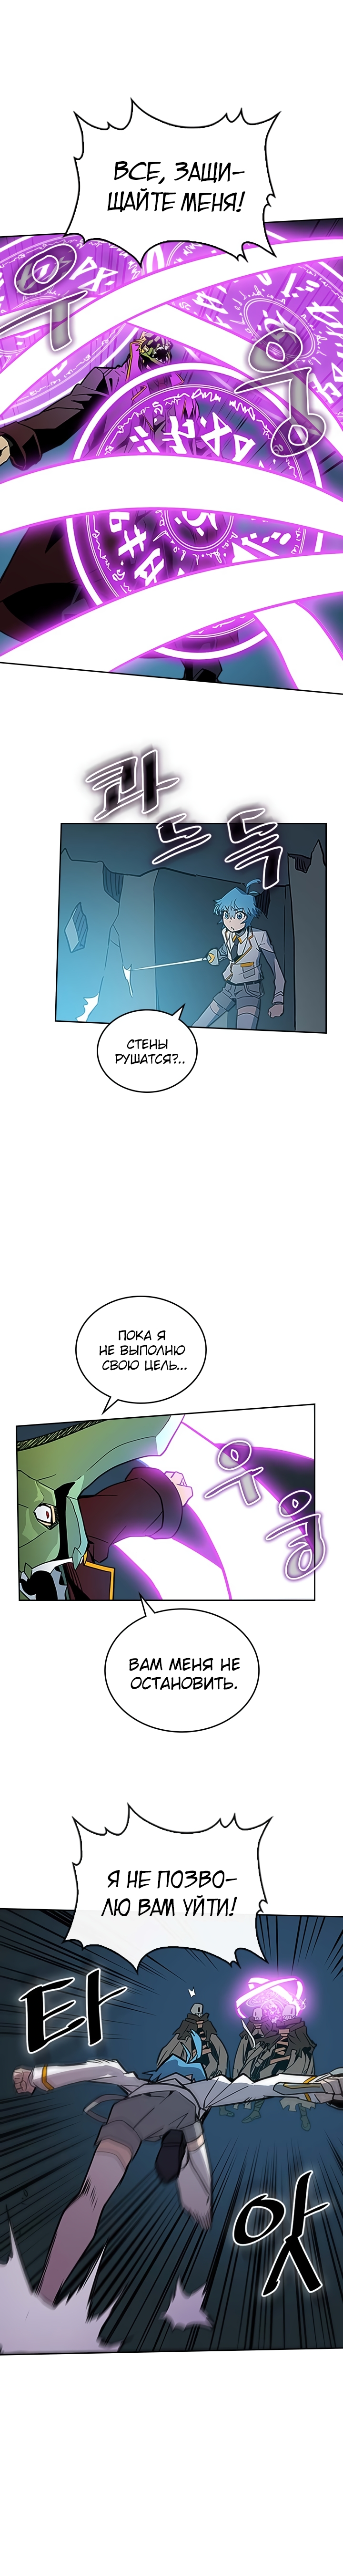 ВСЕ, ЗАЩИ-
ЩАЙТЕ МЕНЯ!
우
웅
콰
드
득
СТЕНЫ
РУШАТСЯ?..
ПОКА Я
НЕ ВЫПОЛНЮ
СВОЮ ЦЕЛЬ...
우
웅
ВАМ МЕНЯ НЕ
ОСТАНОВИТЬ.
Я НЕ ПОЗВО-
ЛЮ ВАМ УЙТИ!
타
앗